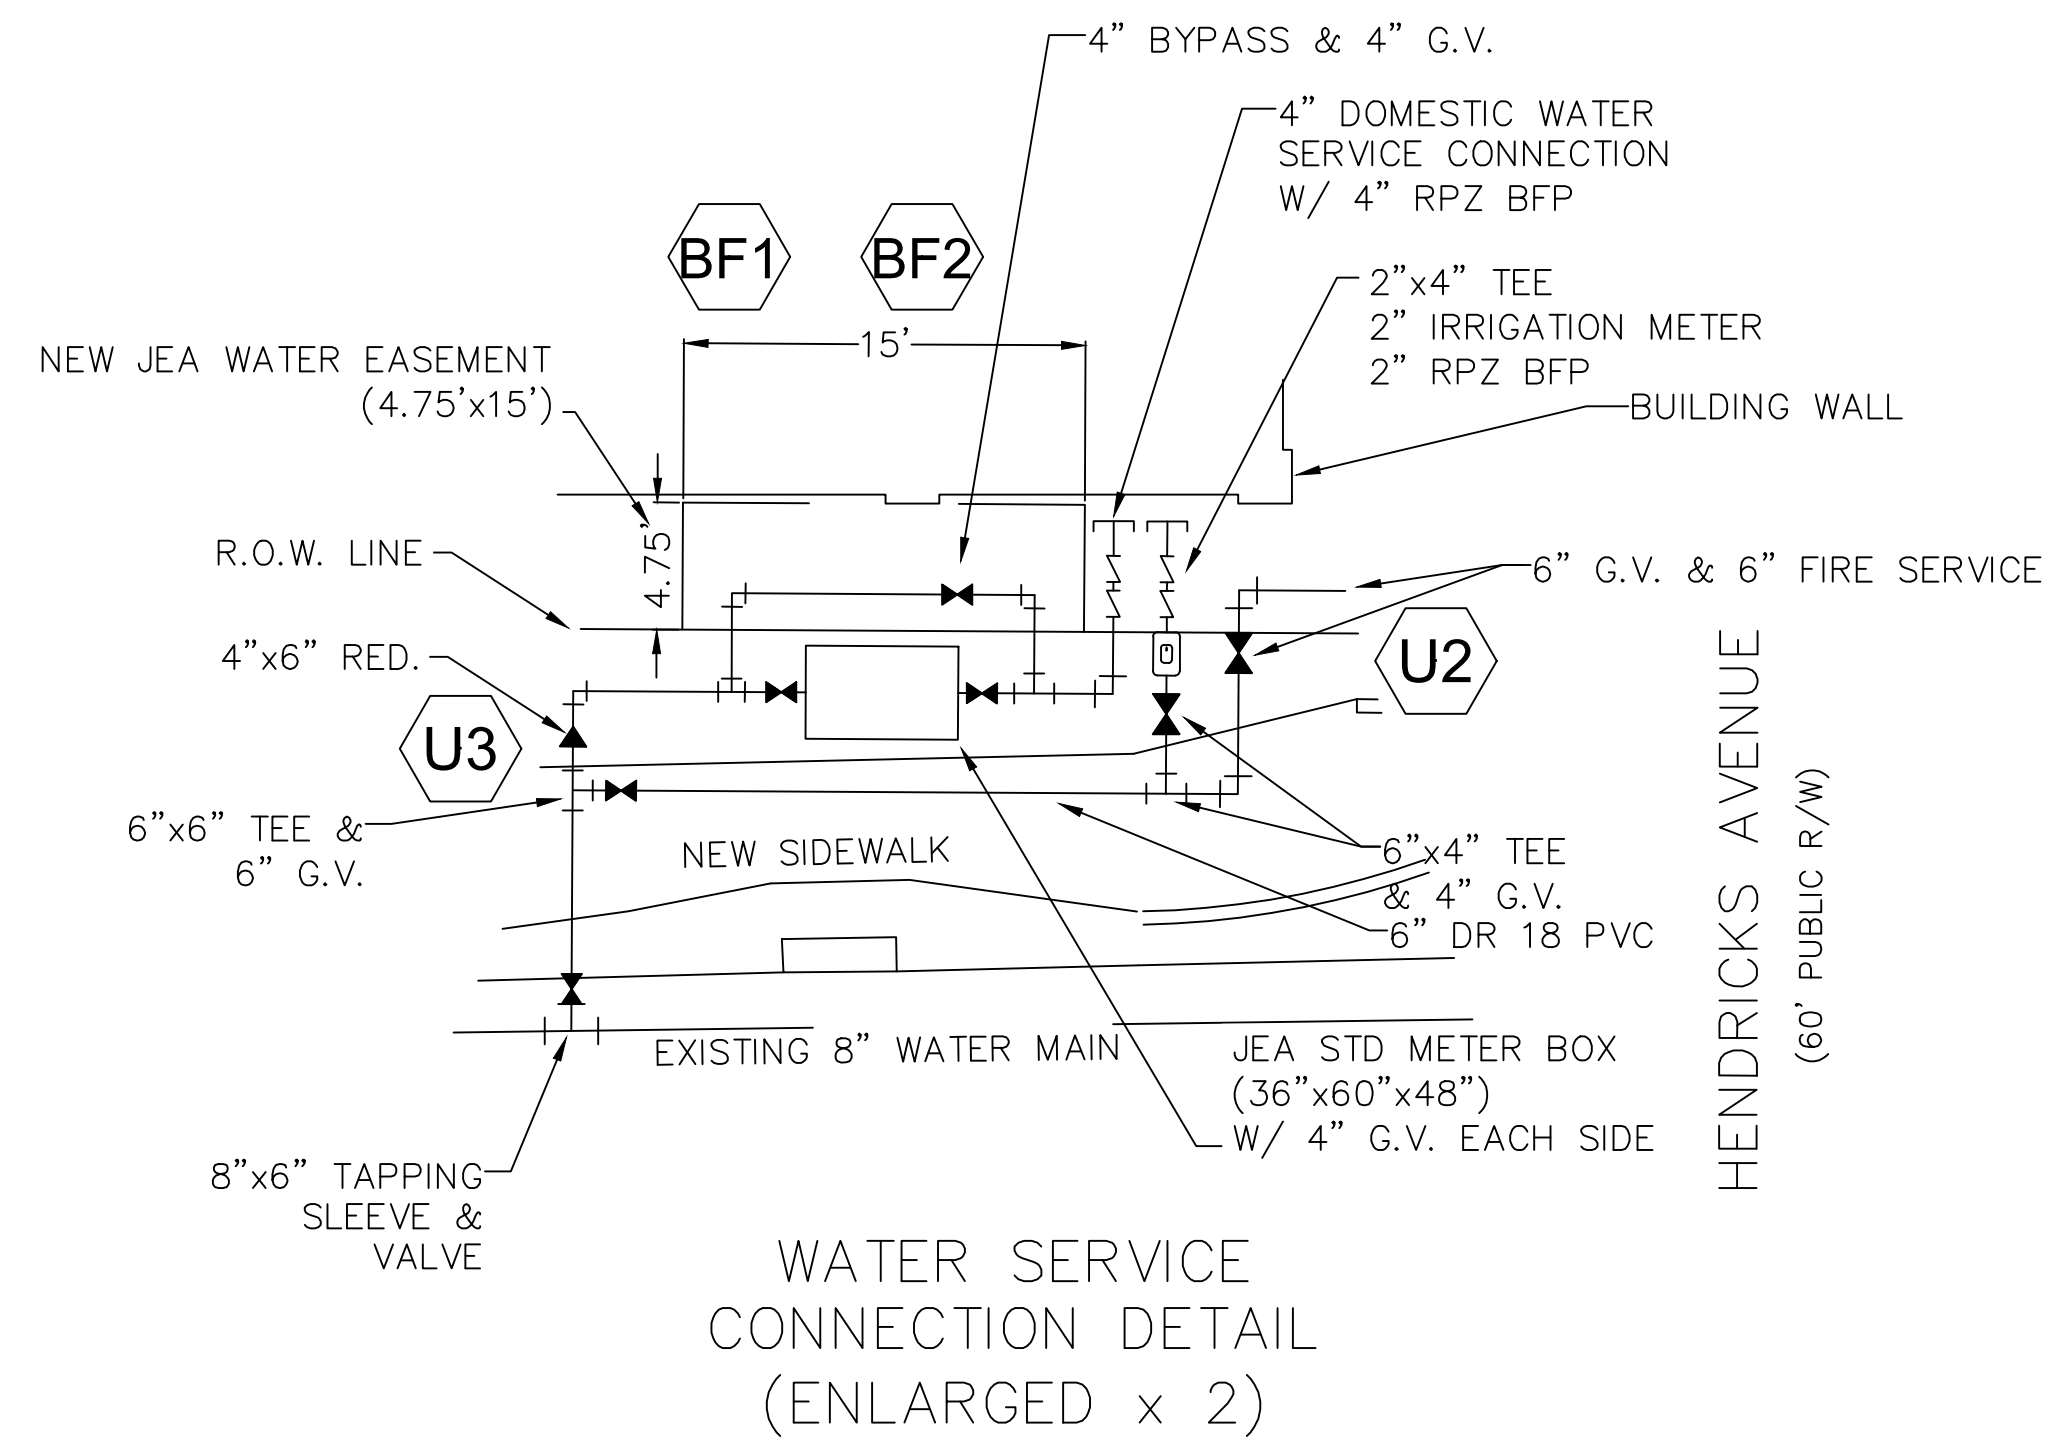 4" BYPASS & 4" G.V.
4" DOMESTIC WATER
SERVICE CONNECTION
W/ 4" RPZ BFP
BF1
BF2
2"x4" TEE
2" IRRIGATION METER
2" RPZ BFP
15'
NEW JEA WATER EASEMENT
(4.75'x15')
BUILDING WALL
4.75'
R.O.W. LINE
6" G.V. & 6" FIRE SERVICE
4"x6" RED.
U2
U3
6"x6" TEE &
6" G.V.
NEW SIDEWALK
6"x4" TEE
& 4" G.V.
6" DR 18 PVC
HENDRICKS AVENUE
(60' PUBLIC R/W)
EXISTING 8" WATER MAIN
JEA STD METER BOX
(36"x60"x48")
W/ 4" G.V. EACH SIDE
8"x6" TAPPING
SLEEVE &
VALVE
WATER SERVICE
CONNECTION DETAIL
(ENLARGED x 2)